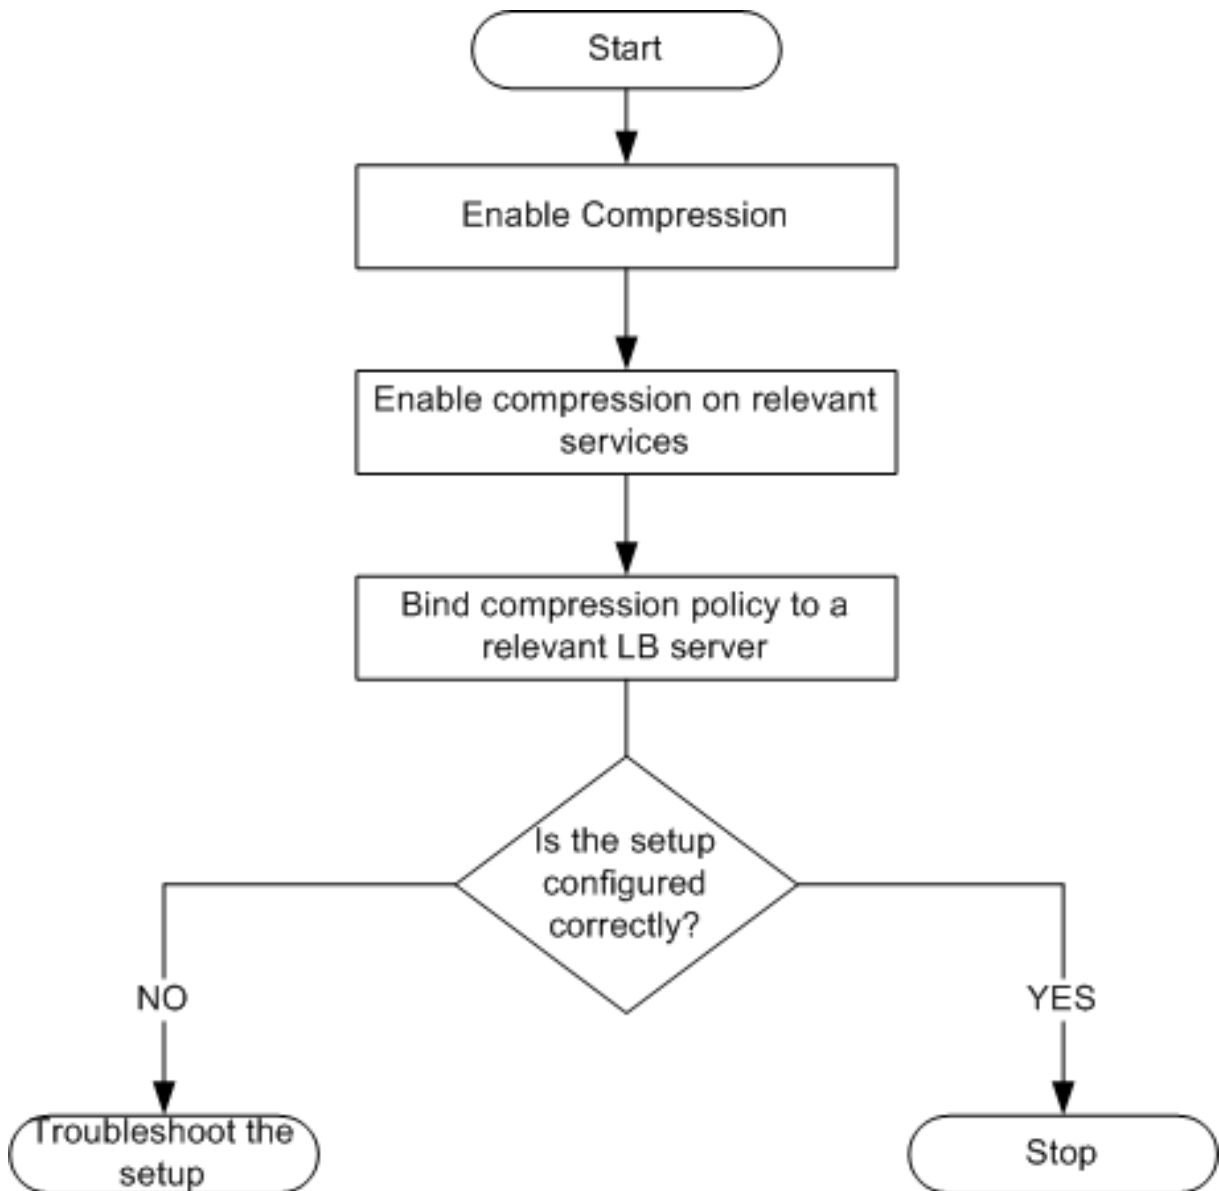 Start
Enable Compression
Enable compression on relevant
services
Bind compression policy to a
relevant LB server
Is the setup
configured
correctly?
NO
YES
Troubleshoot the
setup
Stop